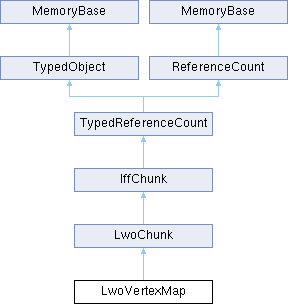 MemoryBase MemoryBase
TypedObject ReferenceCount
TypedReferenceCount
IffChunk
LwoChunk
LwoVertexMap